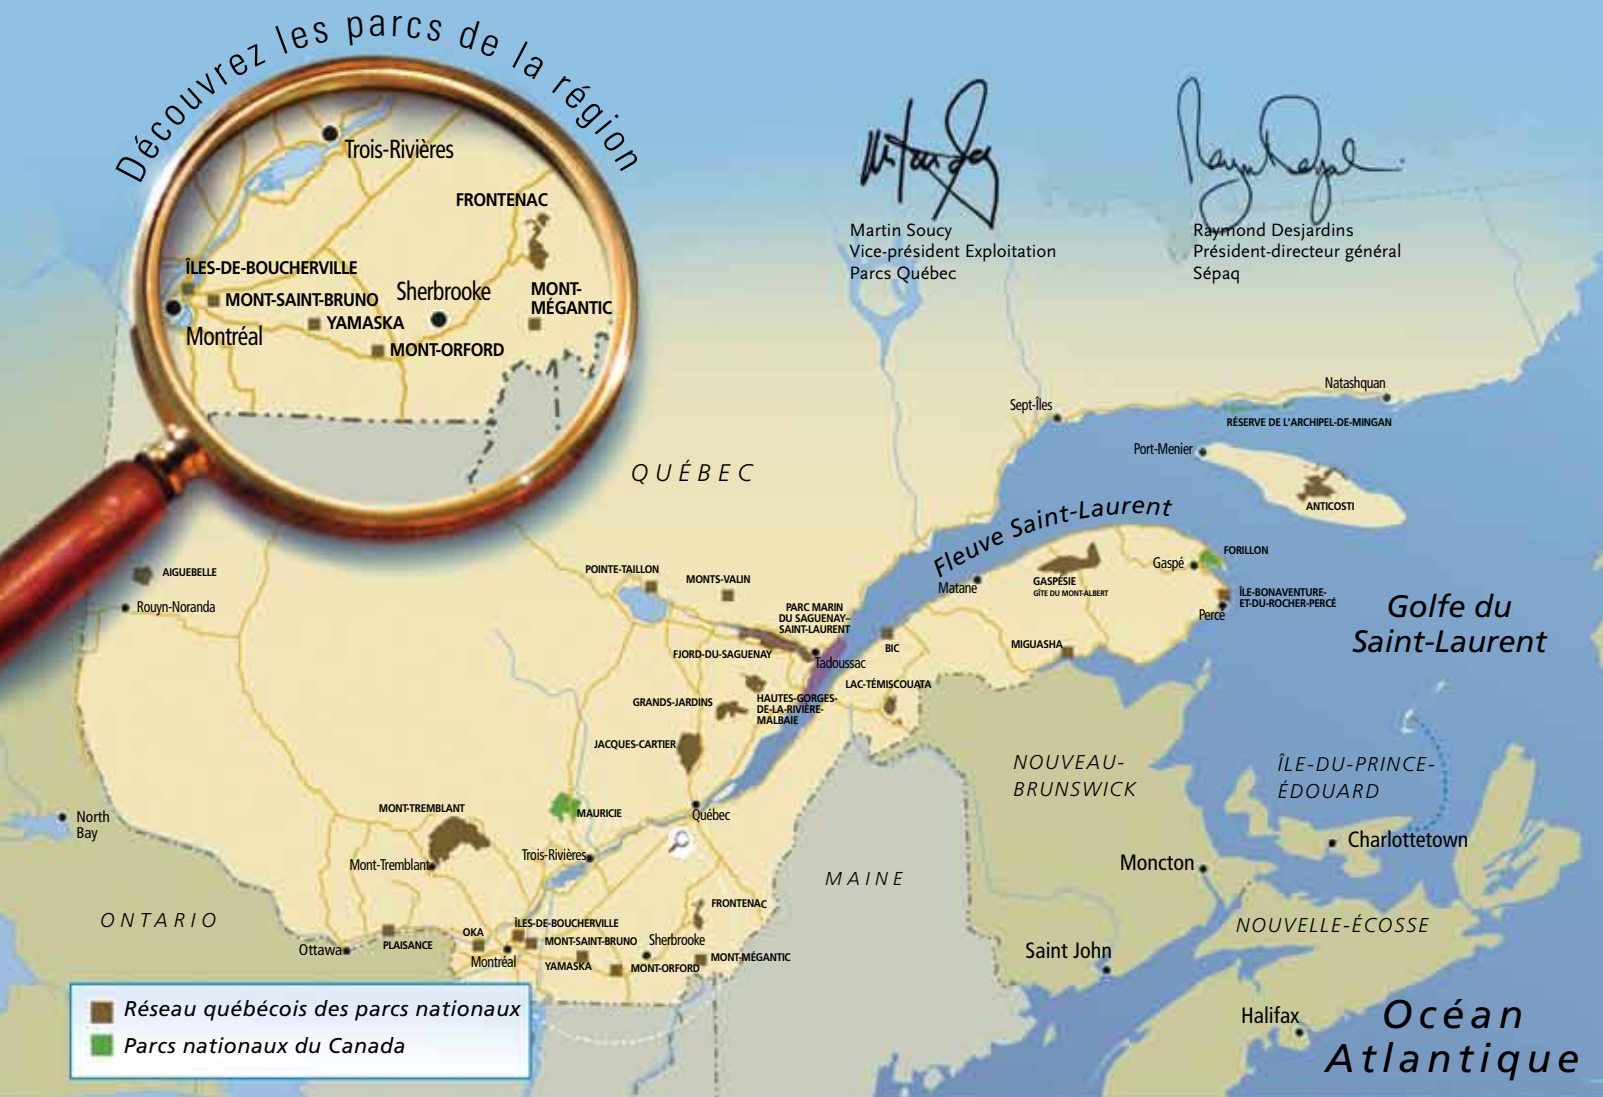 Découvrez les parcs de la région
Trois-Rivières
FRONTENAC
ÎLES-DE-BOUCHERVILLE
MONT-SAINT-BRUNO
Sherbrooke
MONT-
MÉGANTIC
YAMASKA
Montréal
MONT-ORFORD
Martin Soucy
Vice-président Exploitation
Parcs Québec
Raymond Desjardins
Président-directeur général
Sépaq
Natashquan
Sept-Îles
RÉSERVE DE L'ARCHIPEL-DE-MINGAN
Port-Menier
QUÉBEC
ANTICOSTI
Fleuve Saint-Laurent
FORILLON
Gaspé
AIGUEBELLE
POINTE-TAILLON
MONTS-VALIN
GASPÉSIE
GÎTE DU MONT-ALBERT
Matane
ÎLE-BONAVENTURE-
ET-DU-ROCHER-PERCÉ
Rouyn-Noranda
PARC MARIN
DU SAGUENAY–
SAINT-LAURENT
Percé
Golfe du
Saint-Laurent
FJORD-DU-SAGUENAY
Tadoussac
BIC
MIGUASHA
LAC-TÉMISCOUATA
GRANDS-JARDINS
HAUTES-GORGES-
DE-LA-RIVIÈRE-
MALBAIE
JACQUES-CARTIER
NOUVEAU-
BRUNSWICK
ÎLE-DU-PRINCE-
ÉDOUARD
MONT-TREMBLANT
MAURICIE
Québec
North
Bay
Charlottetown
Trois-Rivières
Mont-Tremblant
Moncton
MAINE
ONTARIO
FRONTENAC
NOUVELLE-ÉCOSSE
ÎLES-DE-BOUCHERVILLE
OKA
PLAISANCE
MONT-SAINT-BRUNO
Sherbrooke
Ottawa
Montréal
YAMASKA
MONT-ORFORD
MONT-MÉGANTIC
Saint John
Réseau québécois des parcs nationaux
Parcs nationaux du Canada
Halifax
Océan
Atlantique